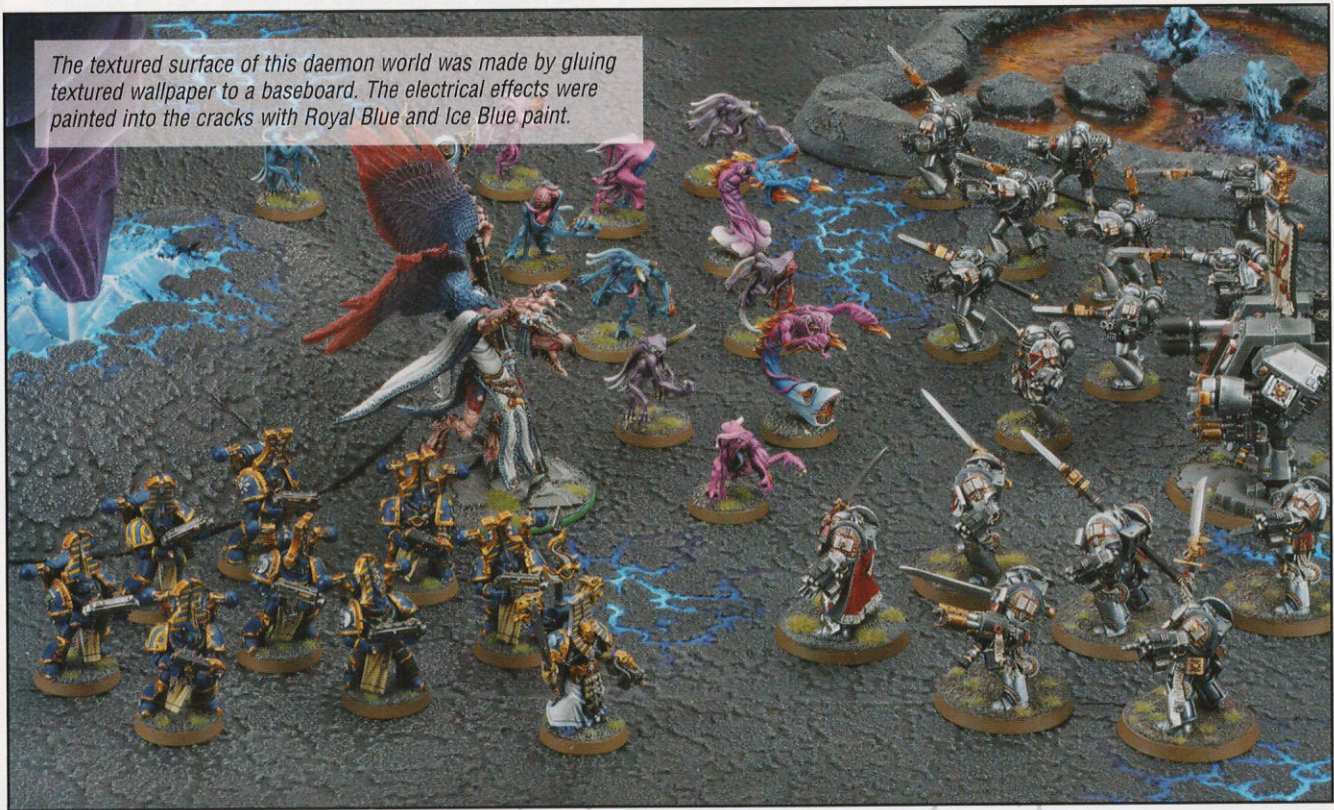 The textured surface of this daemon world was made by gluing
textured wallpaper to a baseboard. The electrical effects were
painted into the cracks with Royal Blue and Ice Blue paint.